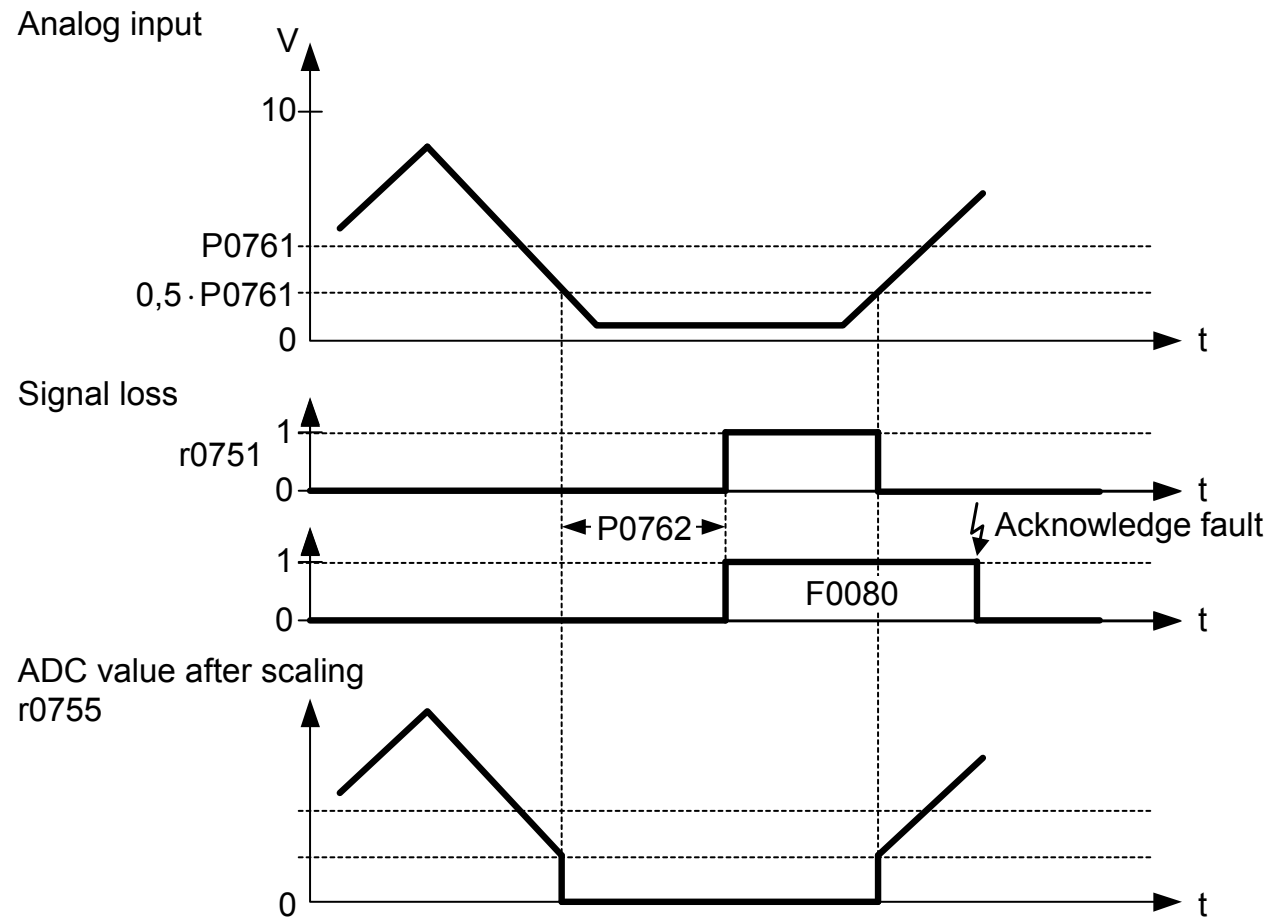 Analog input
V
10
P0761
0,5 · P0761
0
t
Signal loss
1
r0751
0
t
P0762
Acknowledge fault
1
F0080
0
t
ADC value after scaling
r0755
0
t